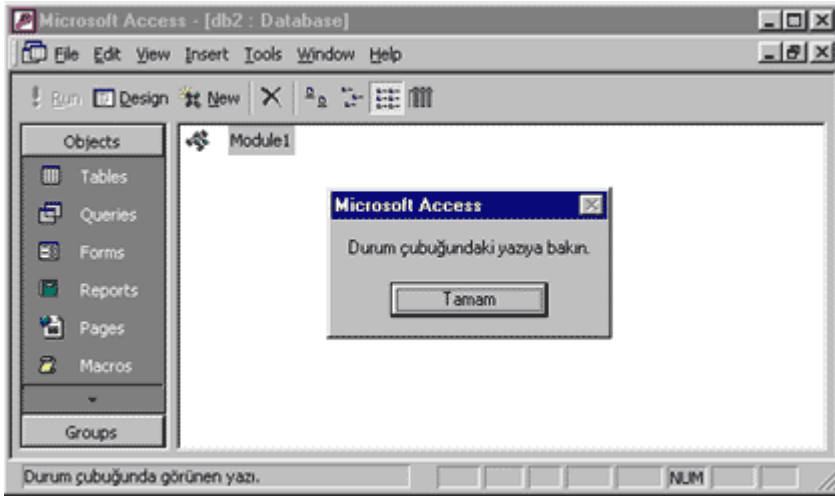 Microsoft Access - [db2 : Database]
File Edit View Insert Tools Window Help
Run Design New
Objects
Module1
Tables
Queries
Forms
Reports
Pages
Macros
Groups
Microsoft Access
Durum çubuğundaki yazıya bakın.
Tamam
Durum çubuğunda görünen yazı.
NUM